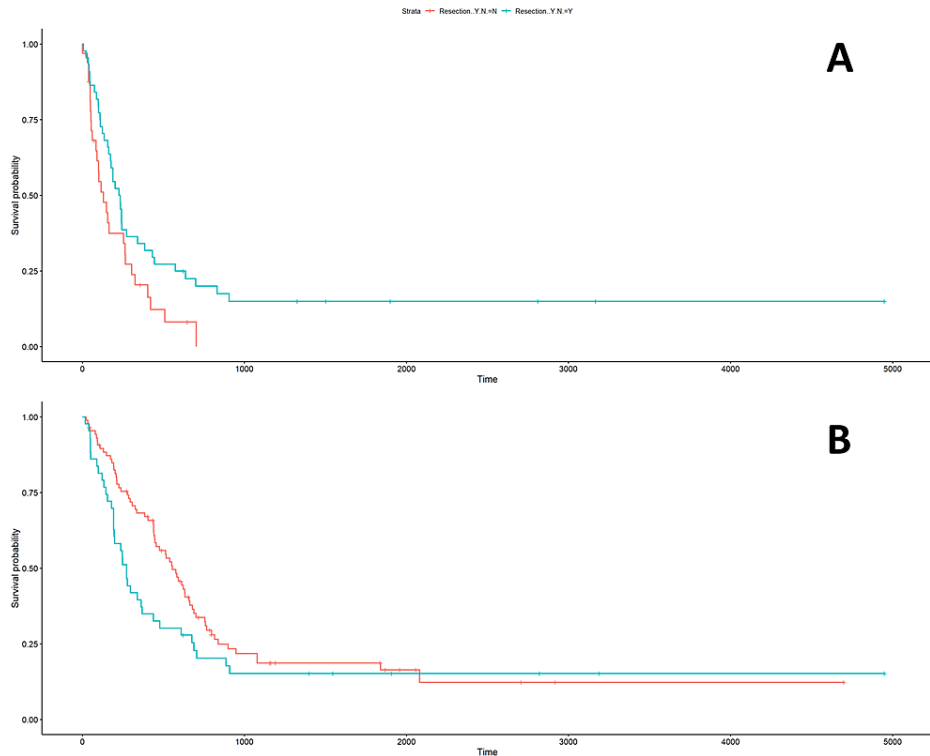 Strata Resection..Y.N.=N Resection..Y.N.=Y
A
1.00
0.75
0.50
0.25
0.00
Survival probability
0 1000 2000 3000 4000 5000
Time
B
1.00
0.75
0.50
0.25
0.00
Survival probability
0 1000 2000 3000 4000 5000
Time